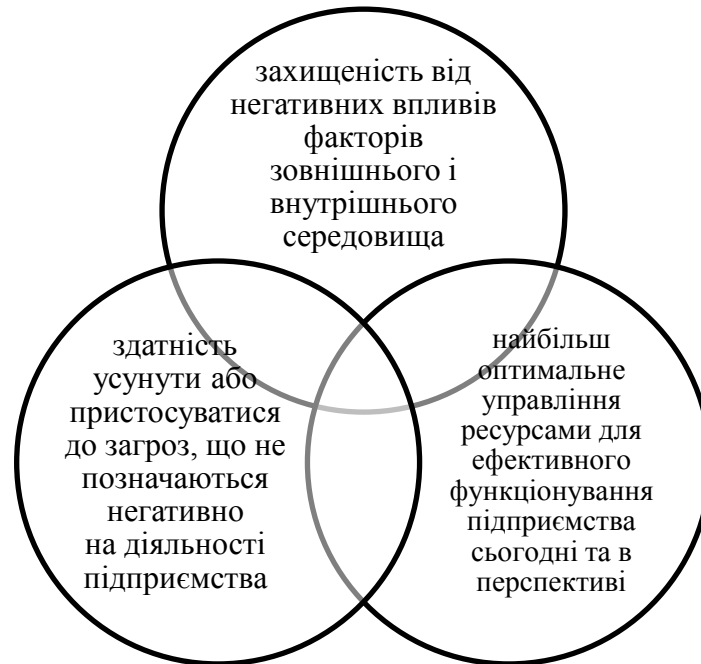 захищеність від
негативних впливів
факторів
зовнішнього і
внутрішнього
середовища
здатність
усунути або
пристосуватися
до загроз, що не
позначаються
негативно
на діяльності
підприємства
найбільш
оптимальне
управління
ресурсами для
ефективного
функціонування
підприємства
сьогодні та в
перспективі